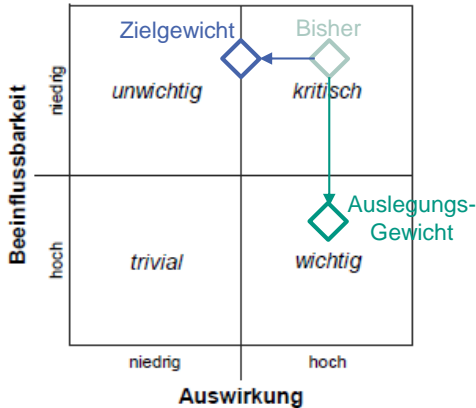 Zielgewicht
Bisher
niedrig
unwichtig
kritisch
Beeinflussbarkeit
Auslegungs-
Gewicht
hoch
trivial
wichtig
niedrig
hoch
Auswirkung